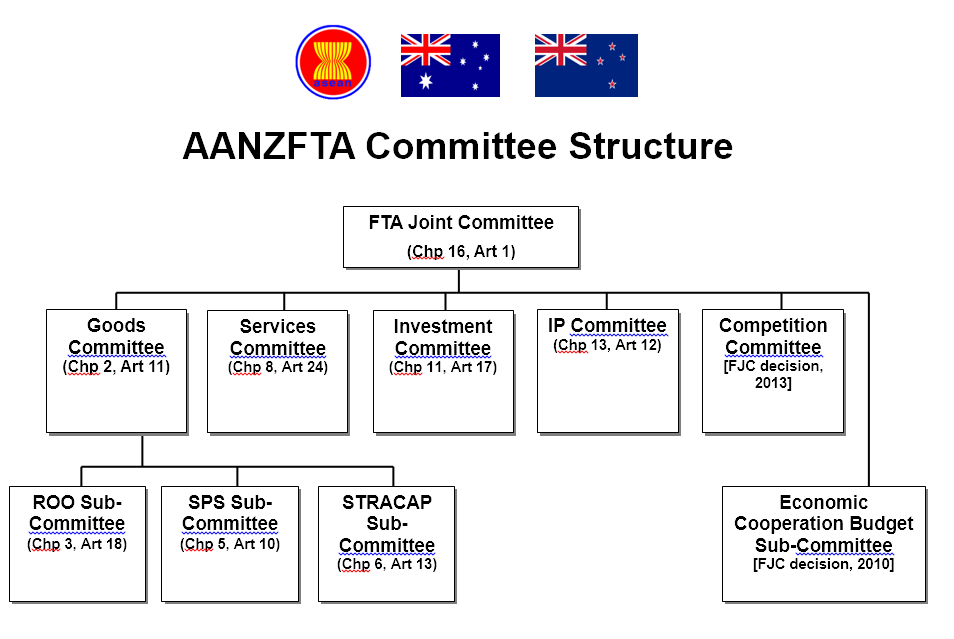 asean
AANZFTA Committee Structure
FTA Joint Committee
(Chp 16, Art 1)
Goods
Committee
(Chp 2, Art 11)
Services
Committee
(Chp 8, Art 24)
Investment
Committee
(Chp 11, Art 17)
IP Committee
(Chp 13, Art 12)
Competition
Committee
[FJC decision,
2013]
ROO Sub-
Committee
(Chp 3, Art 18)
SPS Sub-
Committee
(Chp 5, Art 10)
STRACAP
Sub-
Committee
(Chp 6, Art 13)
Economic
Cooperation Budget
Sub-Committee
[FJC decision, 2010]